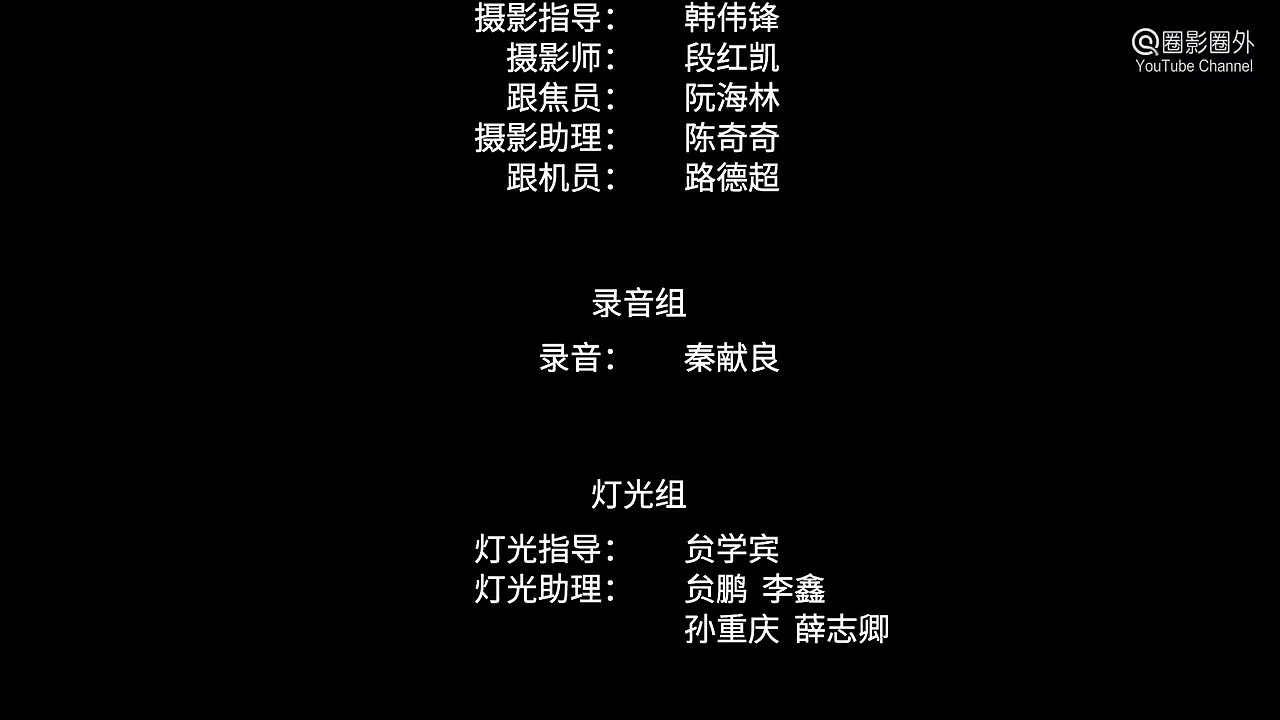 摄影指导： 韩伟锋
圈影圈外
YouTube Channel
摄影师： 段红凯
跟焦员： 阮海林
摄影助理： 陈奇奇
跟机员： 路德超
录音组
录音： 秦献良
灯光组
灯光指导： 贠学宾
灯光助理： 贠鹏 李鑫
孙重庆 薛志卿